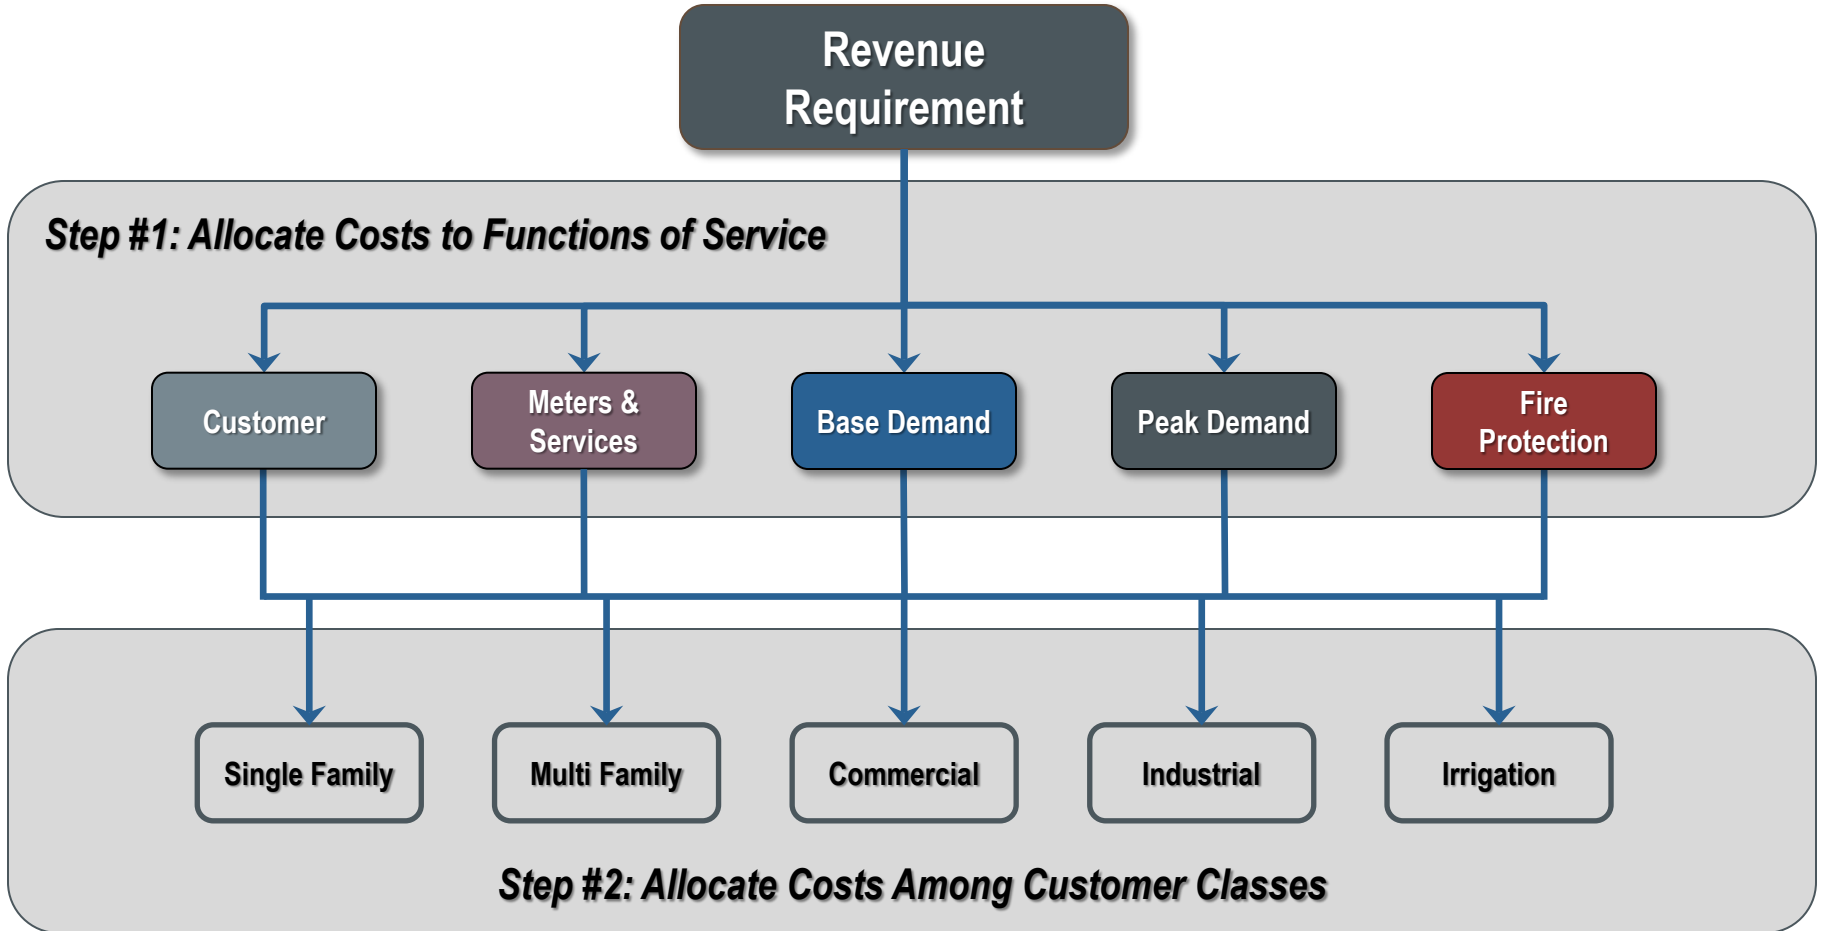 Revenue
Requirement
Step #1: Allocate Costs to Functions of Service
Customer
Meters &
Services
Base Demand
Peak Demand
Fire
Protection
Single Family
Multi Family
Commercial
Industrial
Irrigation
Step #2: Allocate Costs Among Customer Classes